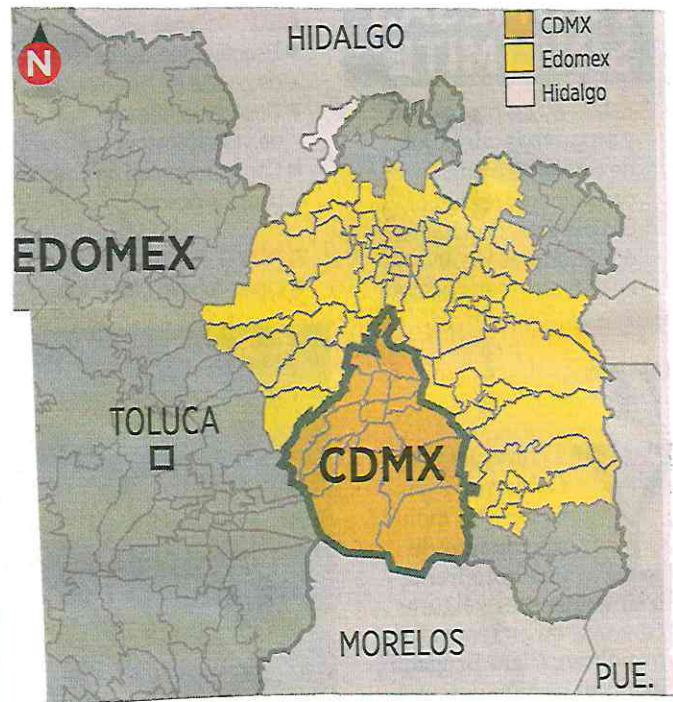 N
HIDALGO
CDMX
Edomex
Hidalgo
EDOMEX
TOLUCA
CDMX
MORELOS
PUE.